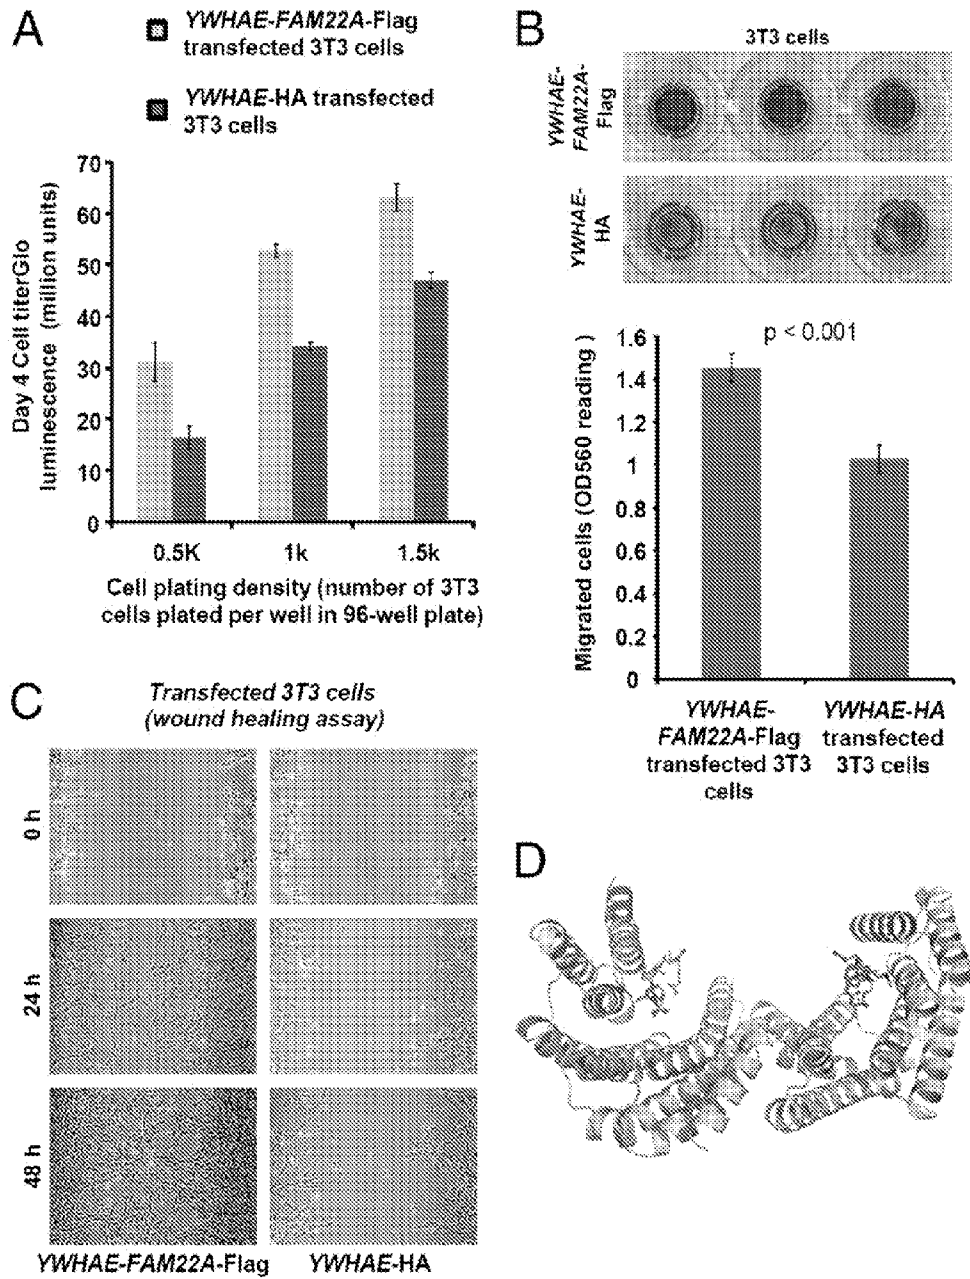 A
YWHAE-FAM22A-Flag
transfected 3T3 cells
YWHAE-HA transfected
3T3 cells
Day 4 Cell titerGlo
luminescence (million units)
70
60
50
40
30
20
10
0
0.5K 1k 1.5k
Cell plating density (number of 3T3
cells plated per well in 96-well plate)
B
3T3 cells
YWHAE-
FAM22A-
Flag
YWHAE-
HA
p < 0.001
Migrated cells (OD560 reading )
1.6
1.4
1.2
1
0.8
0.6
0.4
0.2
0
YWHAE-
FAM22A-Flag
transfected 3T3
cells
YWHAE-HA
transfected
3T3 cells
C
Transfected 3T3 cells
(wound healing assay)
0 h
24 h
48 h
YWHAE-FAM22A-Flag YWHAE-HA
D